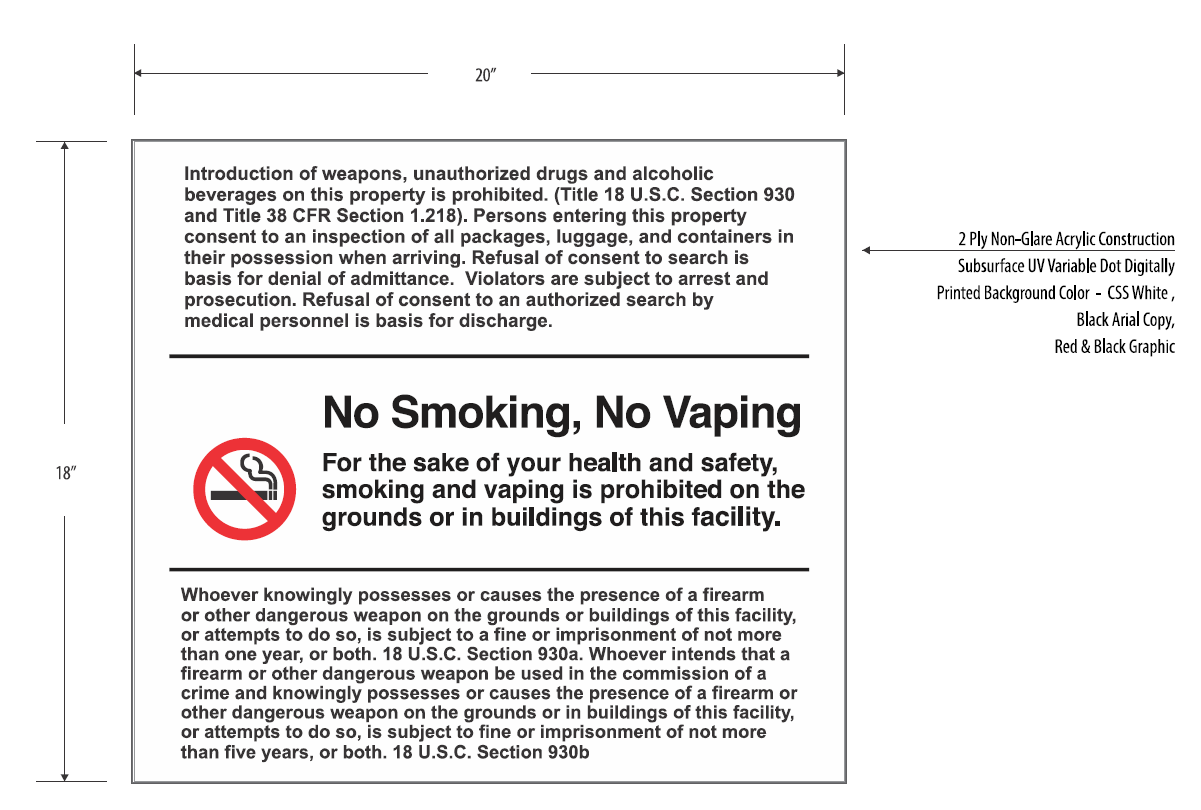 20”
Introduction of weapons, unauthorized drugs and alcoholic
beverages on this property is prohibited. (Title 18 U.S.C. Section 930
and Title 38 CFR Section 1.218). Persons entering this property
consent to an inspection of all packages, luggage, and containers in
their possession when arriving. Refusal of consent to search is
basis for denial of admittance.  Violators are subject to arrest and
prosecution. Refusal of consent to an authorized search by
medical personnel is basis for discharge.
2 Ply Non-Glare Acrylic Construction
Subsurface UV Variable Dot Digitally
Printed Background Color - CSS White ,
Black Arial Copy,
Red & Black Graphic
18”
No Smoking, No Vaping
For the sake of your health and safety,
smoking and vaping is prohibited on the
grounds or in buildings of this facility.
Whoever knowingly possesses or causes the presence of a firearm
or other dangerous weapon on the grounds or buildings of this facility,
or attempts to do so, is subject to a fine or imprisonment of not more
than one year, or both. 18 U.S.C. Section 930a. Whoever intends that a
firearm or other dangerous weapon be used in the commission of a
crime and knowingly possesses or causes the presence of a firearm or
other dangerous weapon on the grounds or in buildings of this facility,
or attempts to do so, is subject to fine or imprisonment of not more
than five years, or both. 18 U.S.C. Section 930b